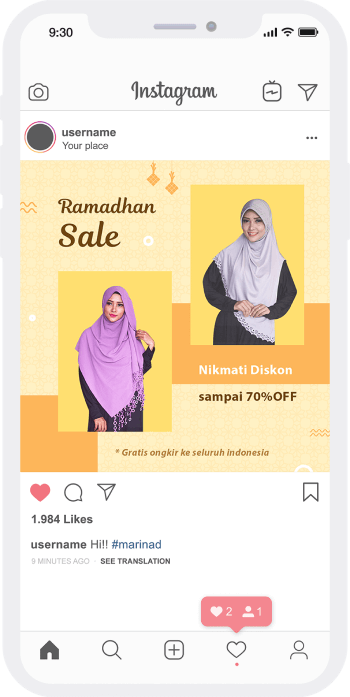 9:30
Instagram
username
Your place
Ramadhan
Sale
Nikmati Diskon
sampai 70%OFF
* Gratis ongkir ke seluruh indonesia
1.984 Likes
username Hi!! #marinad
9 MINUTES AGO · SEE TRANSLATION
2 1